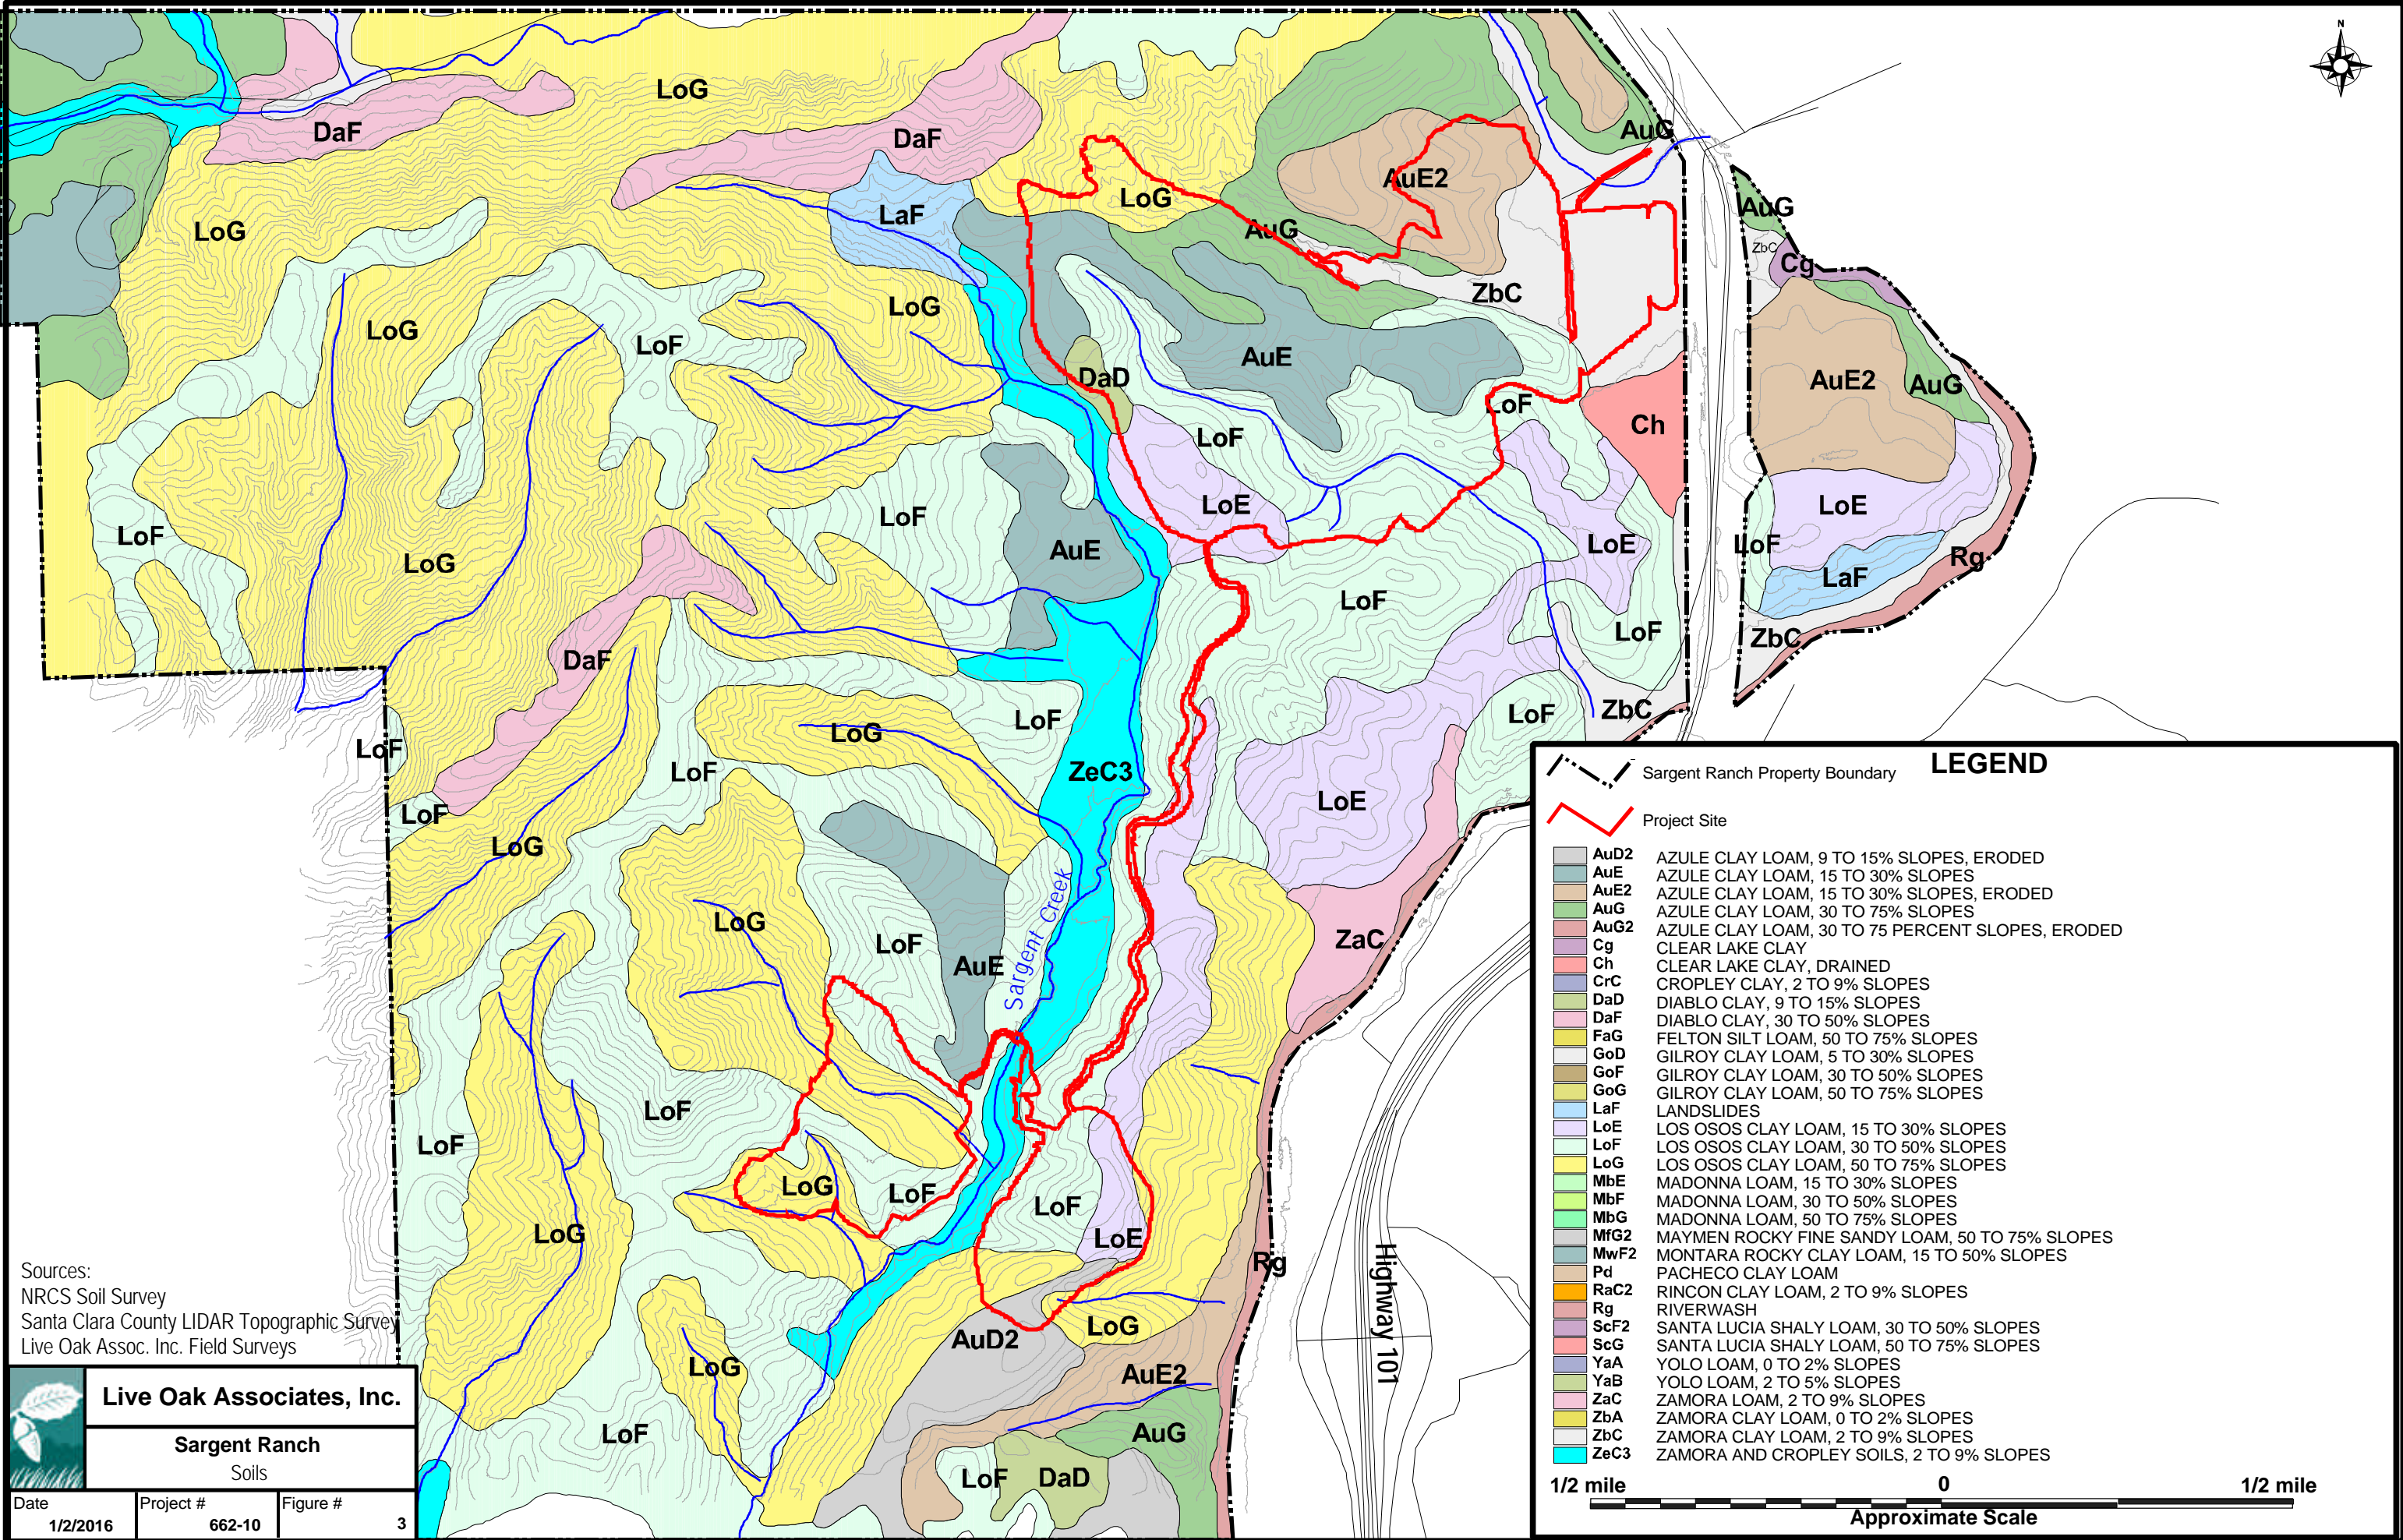 N
LoG
DaF
DaF
AuG
LoG
AuE2
LoG
LaF
AuG
AuG
ZbC
Cg
ZbC
LoG
LoG
LoF
AuE
DaD
AuE2
AuG
LoF
Ch
LoF
LoE
LoE
LoF
LoF
AuE
LoE
LoF
Rg
LoG
LaF
LoF
LoF
ZbC
DaF
LoF
LoF
ZbC
LoG
LoF
LoF
ZeC3
LoE
LoF
LoG
LoG
LoF
ZaC
AuE
Sargent Creek
LoF
LoF
LoG
LoF
LoF
LoG
LoE
Rg
Highway 101
AuD2
LoG
LoG
AuE2
LoF
AuG
LoF
DaD
LEGEND
Sargent Ranch Property Boundary
Project Site
AuD2 AZULE CLAY LOAM, 9 TO 15% SLOPES, ERODED
AuE AZULE CLAY LOAM, 15 TO 30% SLOPES
AuE2 AZULE CLAY LOAM, 15 TO 30% SLOPES, ERODED
AuG AZULE CLAY LOAM, 30 TO 75% SLOPES
AuG2 AZULE CLAY LOAM, 30 TO 75 PERCENT SLOPES, ERODED
Cg CLEAR LAKE CLAY
Ch CLEAR LAKE CLAY, DRAINED
CrC CROPLEY CLAY, 2 TO 9% SLOPES
DaD DIABLO CLAY, 9 TO 15% SLOPES
DaF DIABLO CLAY, 30 TO 50% SLOPES
FaG FELTON SILT LOAM, 50 TO 75% SLOPES
GoD GILROY CLAY LOAM, 5 TO 30% SLOPES
GoF GILROY CLAY LOAM, 30 TO 50% SLOPES
GoG GILROY CLAY LOAM, 50 TO 75% SLOPES
LaF LANDSLIDES
LoE LOS OSOS CLAY LOAM, 15 TO 30% SLOPES
LoF LOS OSOS CLAY LOAM, 30 TO 50% SLOPES
LoG LOS OSOS CLAY LOAM, 50 TO 75% SLOPES
MbE MADONNA LOAM, 15 TO 30% SLOPES
MbF MADONNA LOAM, 30 TO 50% SLOPES
MbG MADONNA LOAM, 50 TO 75% SLOPES
MfG2 MAYMEN ROCKY FINE SANDY LOAM, 50 TO 75% SLOPES
MwF2 MONTARA ROCKY CLAY LOAM, 15 TO 50% SLOPES
Pd PACHECO CLAY LOAM
RaC2 RINCON CLAY LOAM, 2 TO 9% SLOPES
Rg RIVERWASH
ScF2 SANTA LUCIA SHALY LOAM, 30 TO 50% SLOPES
ScG SANTA LUCIA SHALY LOAM, 50 TO 75% SLOPES
YaA YOLO LOAM, 0 TO 2% SLOPES
YaB YOLO LOAM, 2 TO 5% SLOPES
ZaC ZAMORA LOAM, 2 TO 9% SLOPES
ZbA ZAMORA CLAY LOAM, 0 TO 2% SLOPES
ZbC ZAMORA CLAY LOAM, 2 TO 9% SLOPES
ZeC3 ZAMORA AND CROPLEY SOILS, 2 TO 9% SLOPES
1/2 mile 0 1/2 mile
Approximate Scale
Sources:
NRCS Soil Survey
Santa Clara County LIDAR Topographic Survey
Live Oak Assoc. Inc. Field Surveys
Live Oak Associates, Inc.
Sargent Ranch
Soils
Date Project # Figure #
1/2/2016 662-10 3